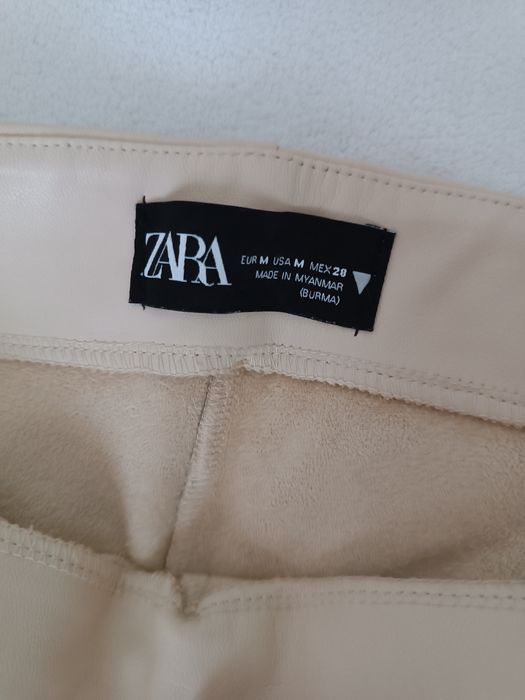 ZARA
EUR M USA M MEX 28
MADE IN MYANMAR
(BURMA)